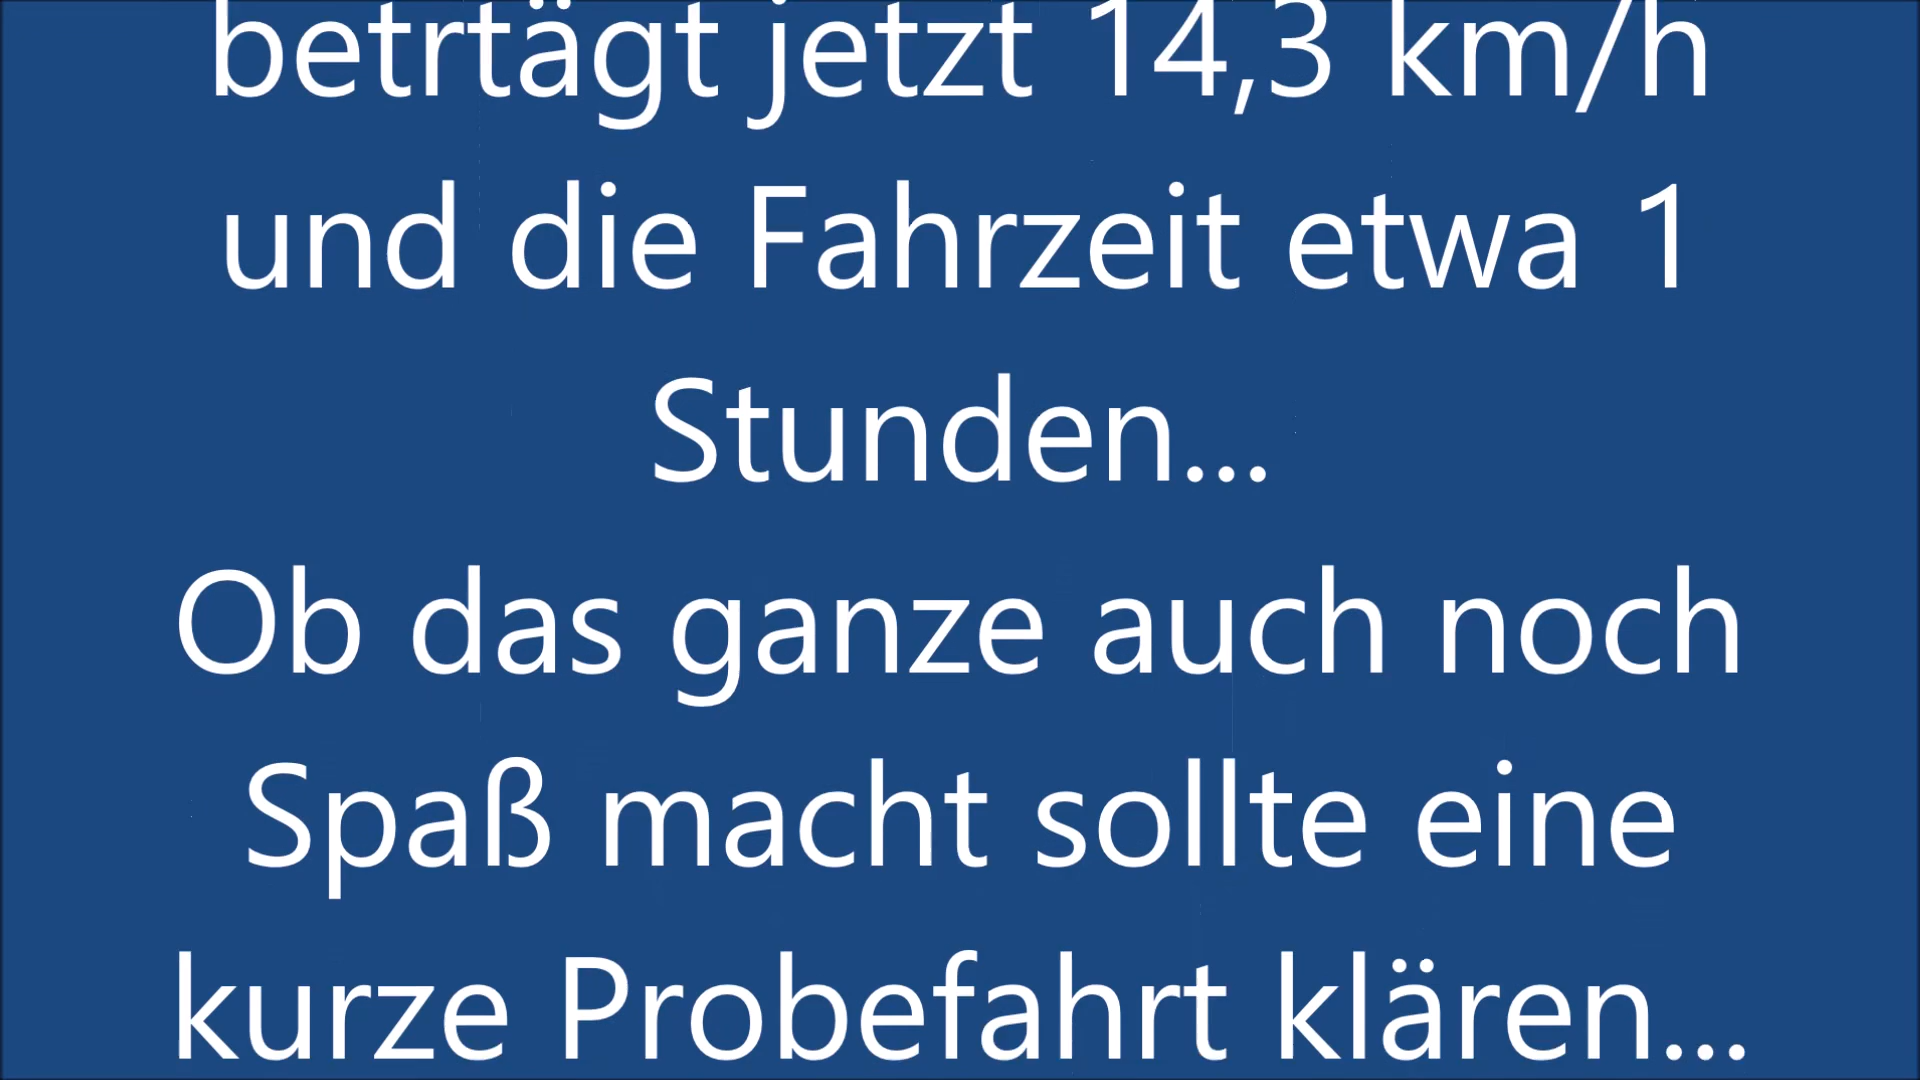 betrtägt jetzt 14,3 km/h
und die Fahrzeit etwa 1
Stunden...
Ob das ganze auch noch
Spaß macht sollte eine
kurze Probefahrt klären...